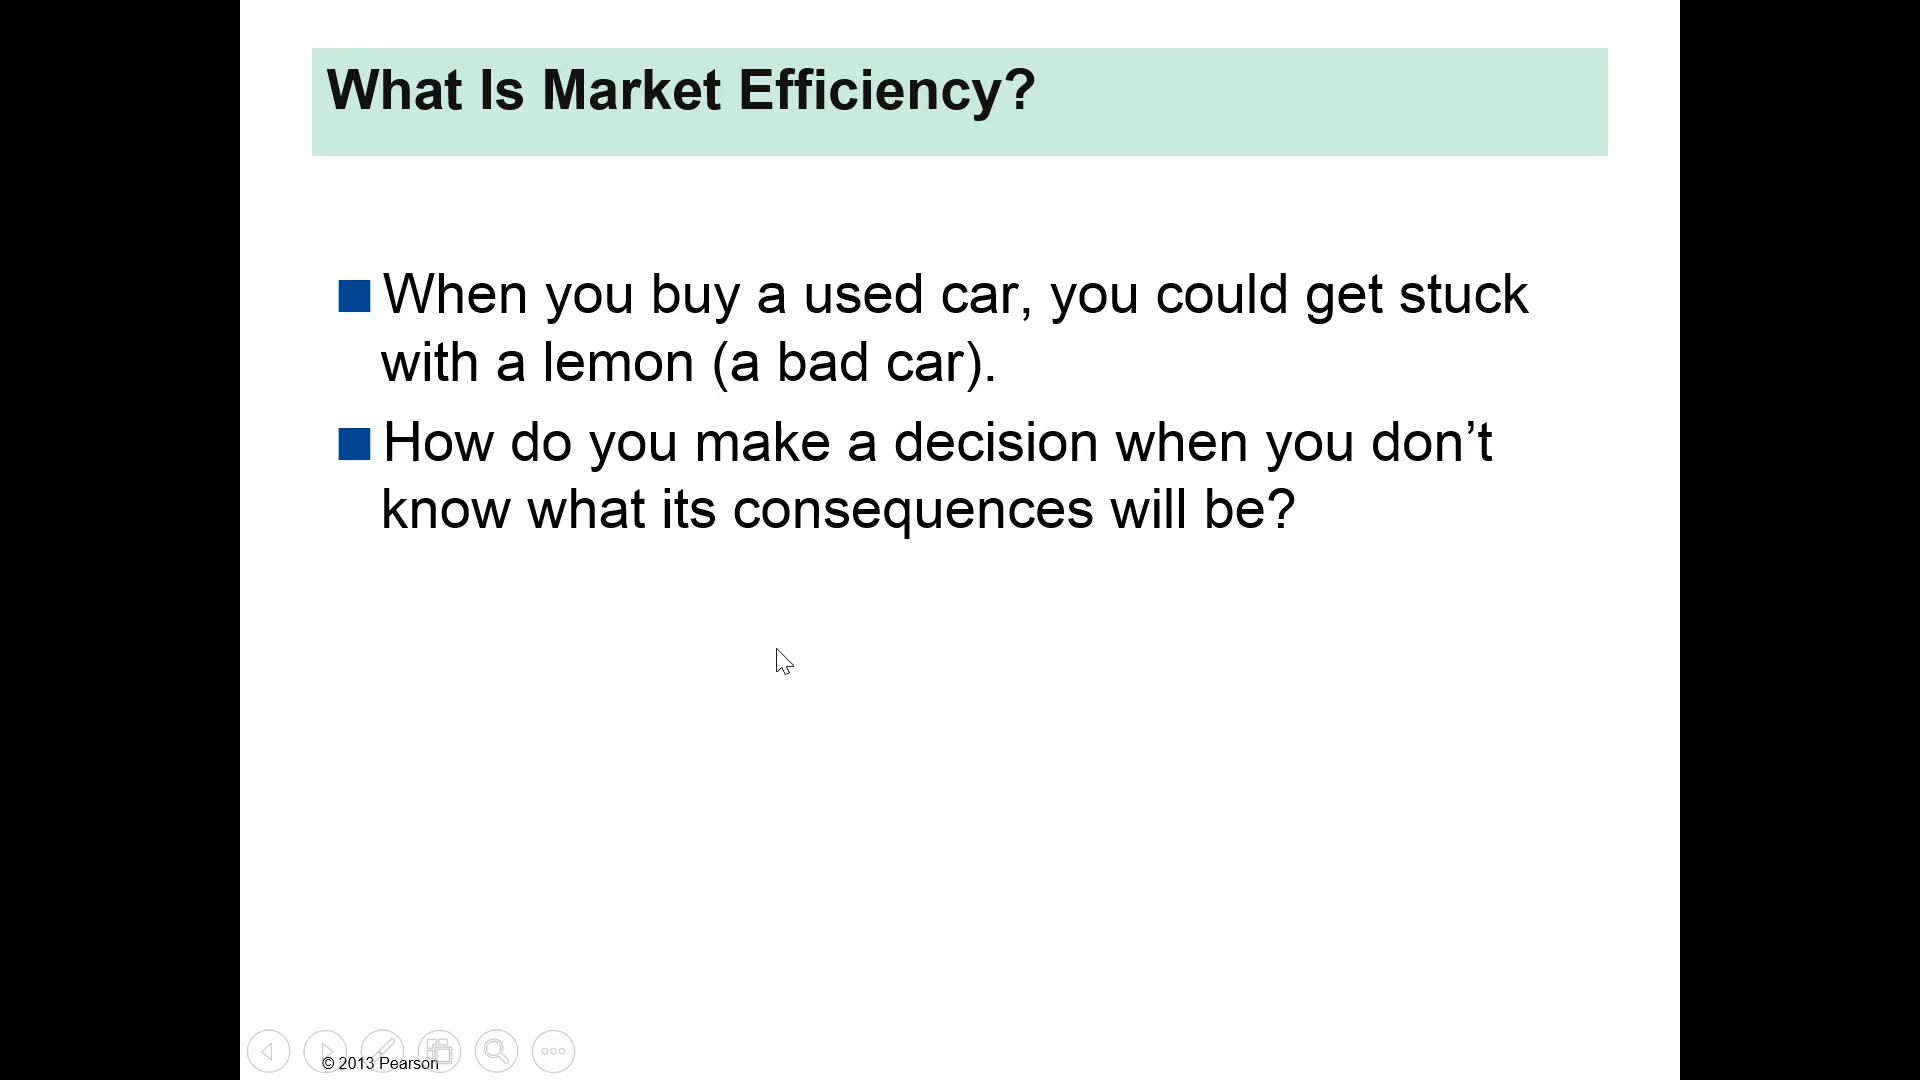 What Is Market Efficiency?
When you buy a used car, you could get stuck
with a lemon (a bad car).
How do you make a decision when you don’t
know what its consequences will be?
© 2013 Pearson